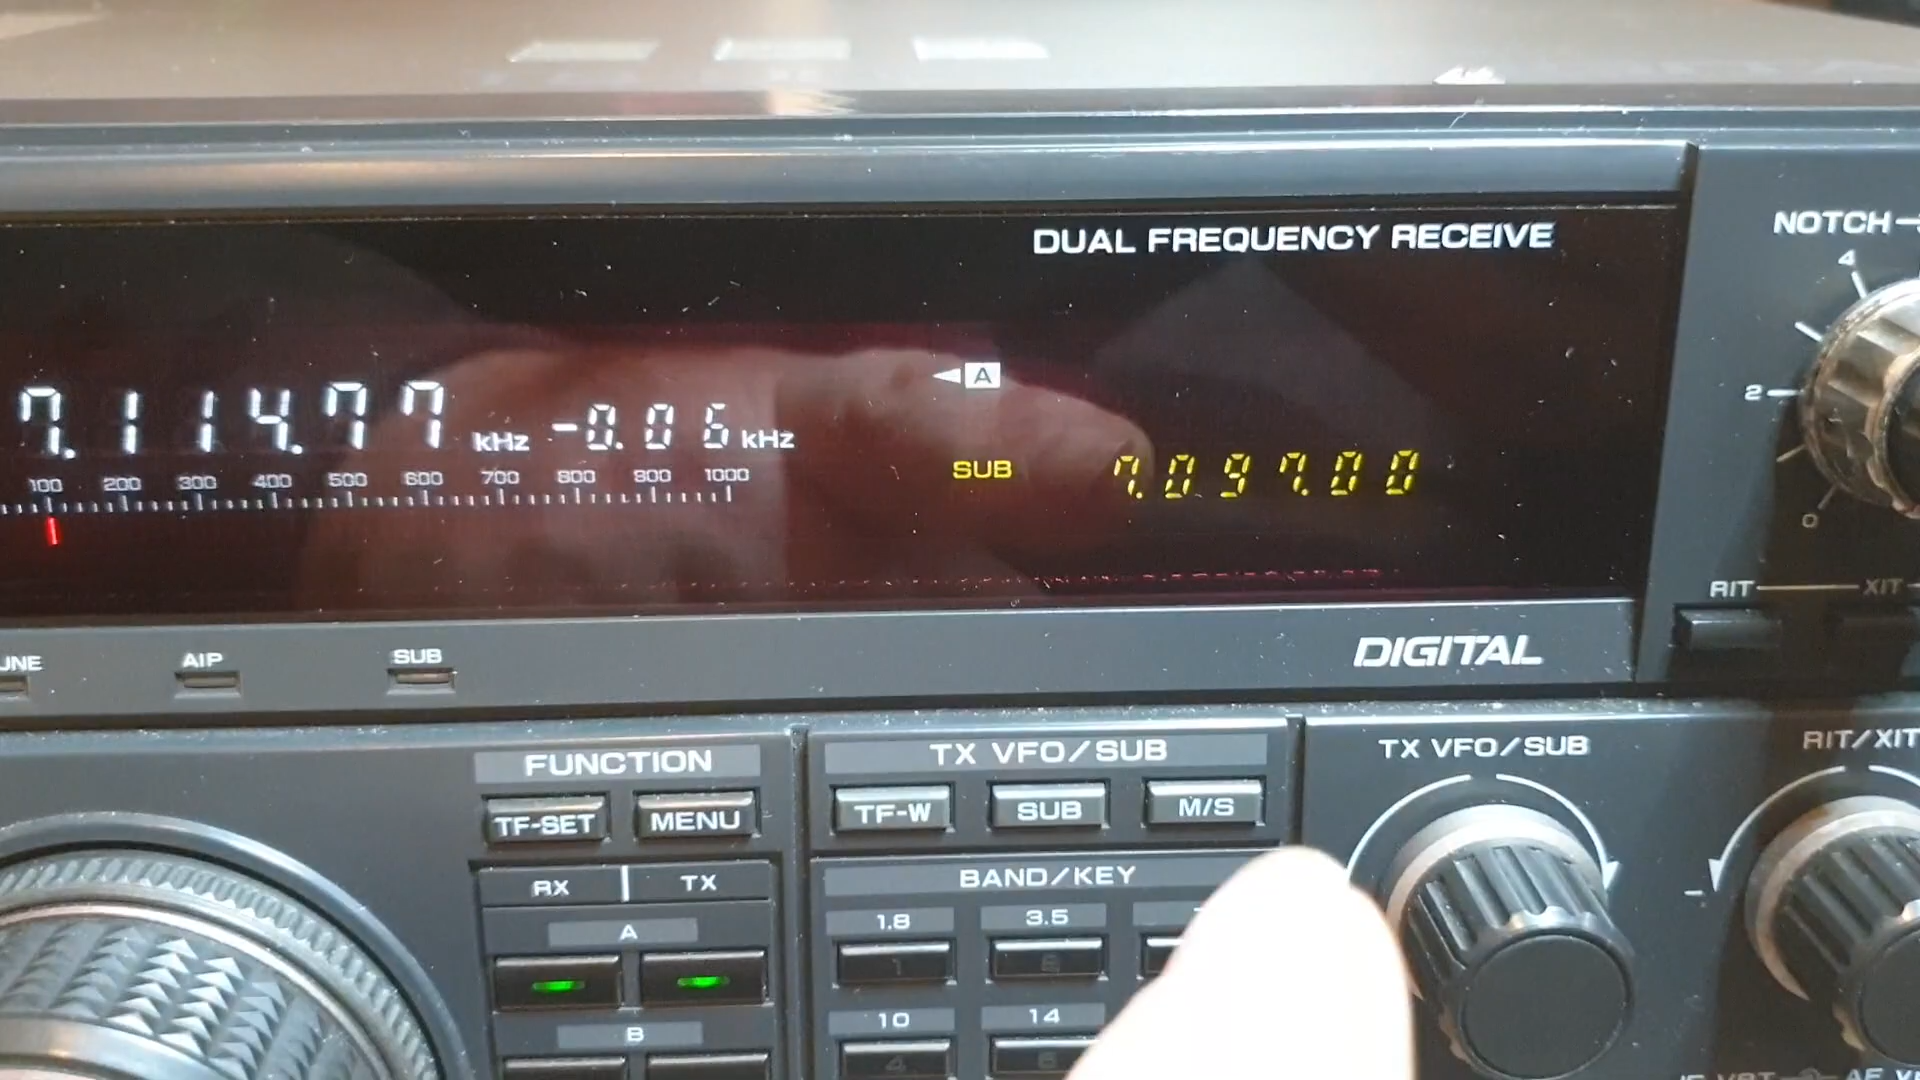 DUAL FREQUENCY RECEIVE
NOTCH
4
2
0
A
7.114.77 kHz -0.06 kHz
SUB 7.097.00
100 200 300 400 500 600 700 800 900 1000
RIT XIT
DIGITAL
UNE AIP SUB
FUNCTION
TF-SET MENU
RX TX
A
B
TX VFO/SUB
TF-W SUB M/S
BAND/KEY
1.8 3.5
1
10 14
4
TX VFO/SUB
RIT/XIT